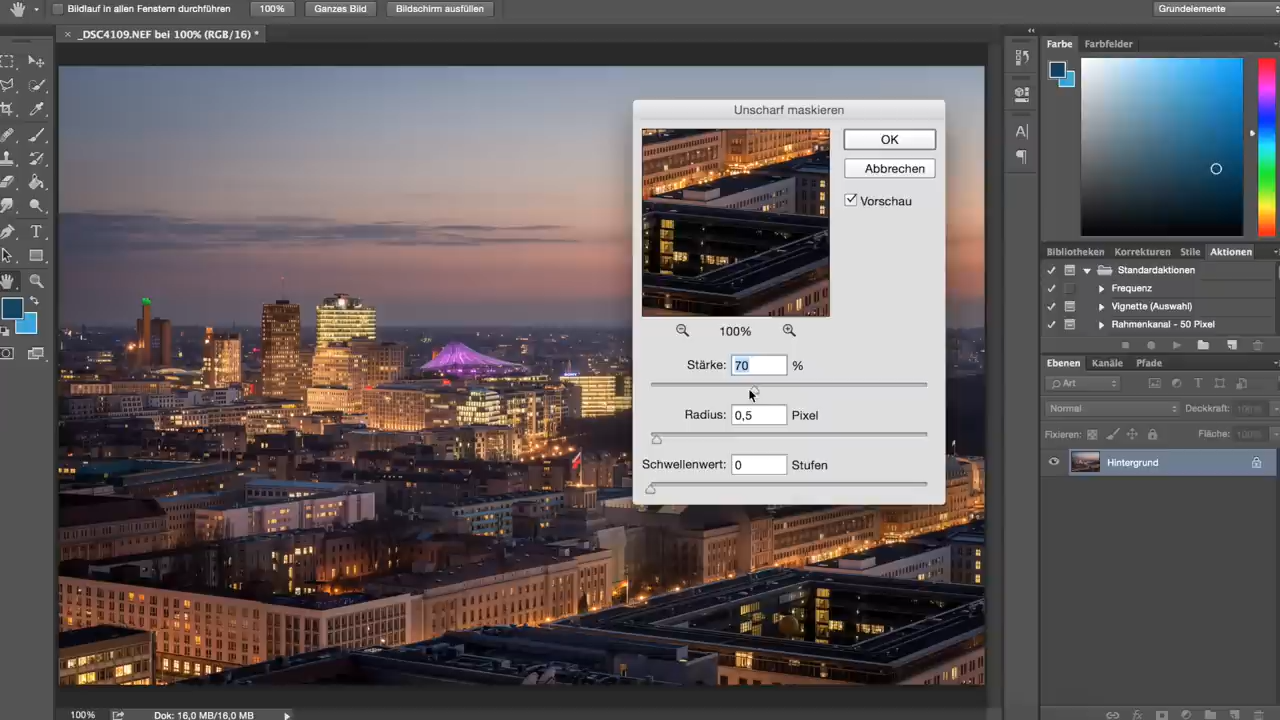 Bildlauf in allen Fenstern durchführen
100%
Ganzes Bild
Bildschirm ausfüllen
Grundelemente
× _DSC4109.NEF bei 100% (RGB/16) *
Unscharf maskieren
OK
Abbrechen
Vorschau
100%
Stärke: 70 %
Radius: 0,5 Pixel
Schwellenwert: 0 Stufen
Farbe
Farbfelder
Bibliotheken
Korrekturen
Stile
Aktionen
Standardaktionen
Frequenz
Vignette (Auswahl)
Rahmenkanal - 50 Pixel
Ebenen
Kanäle
Pfade
Art
Normal
Deckkraft: 100%
Fixieren:
Fläche: 100%
Hintergrund
100%
Dok: 16,0 MB/16,0 MB